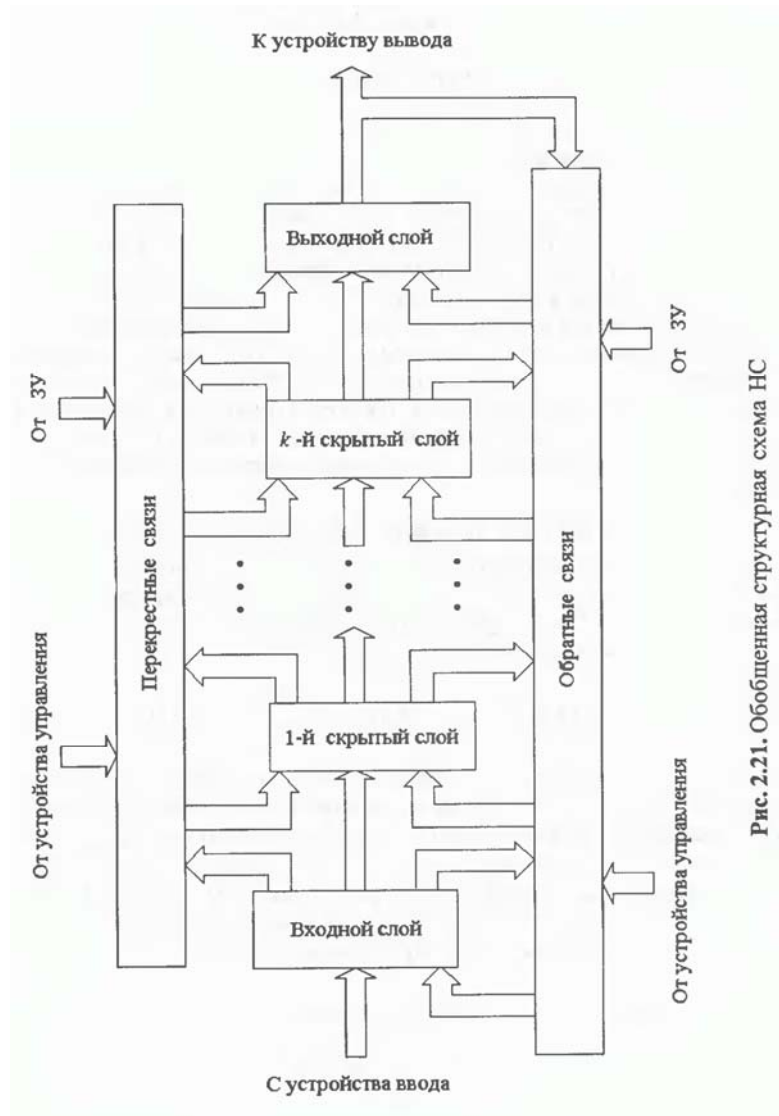 К устройству вывода
Выходной слой
От ЗУ
От ЗУ
k -й скрытый слой
Перекрестные связи
Обратные связи
От устройства управления
1-й скрытый слой
От устройства управления
Входной слой
С устройства ввода
Рис. 2.21. Обобщенная структурная схема НС